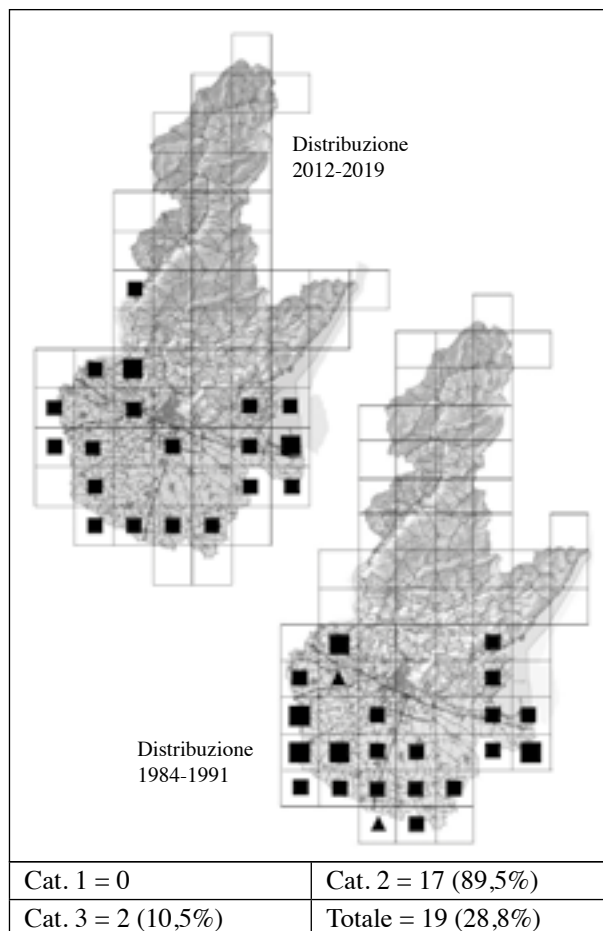 Distribuzione
2012-2019
Distribuzione
1984-1991
Cat. 1 = 0
Cat. 2 = 17 (89,5%)
Cat. 3 = 2 (10,5%)
Totale = 19 (28,8%)